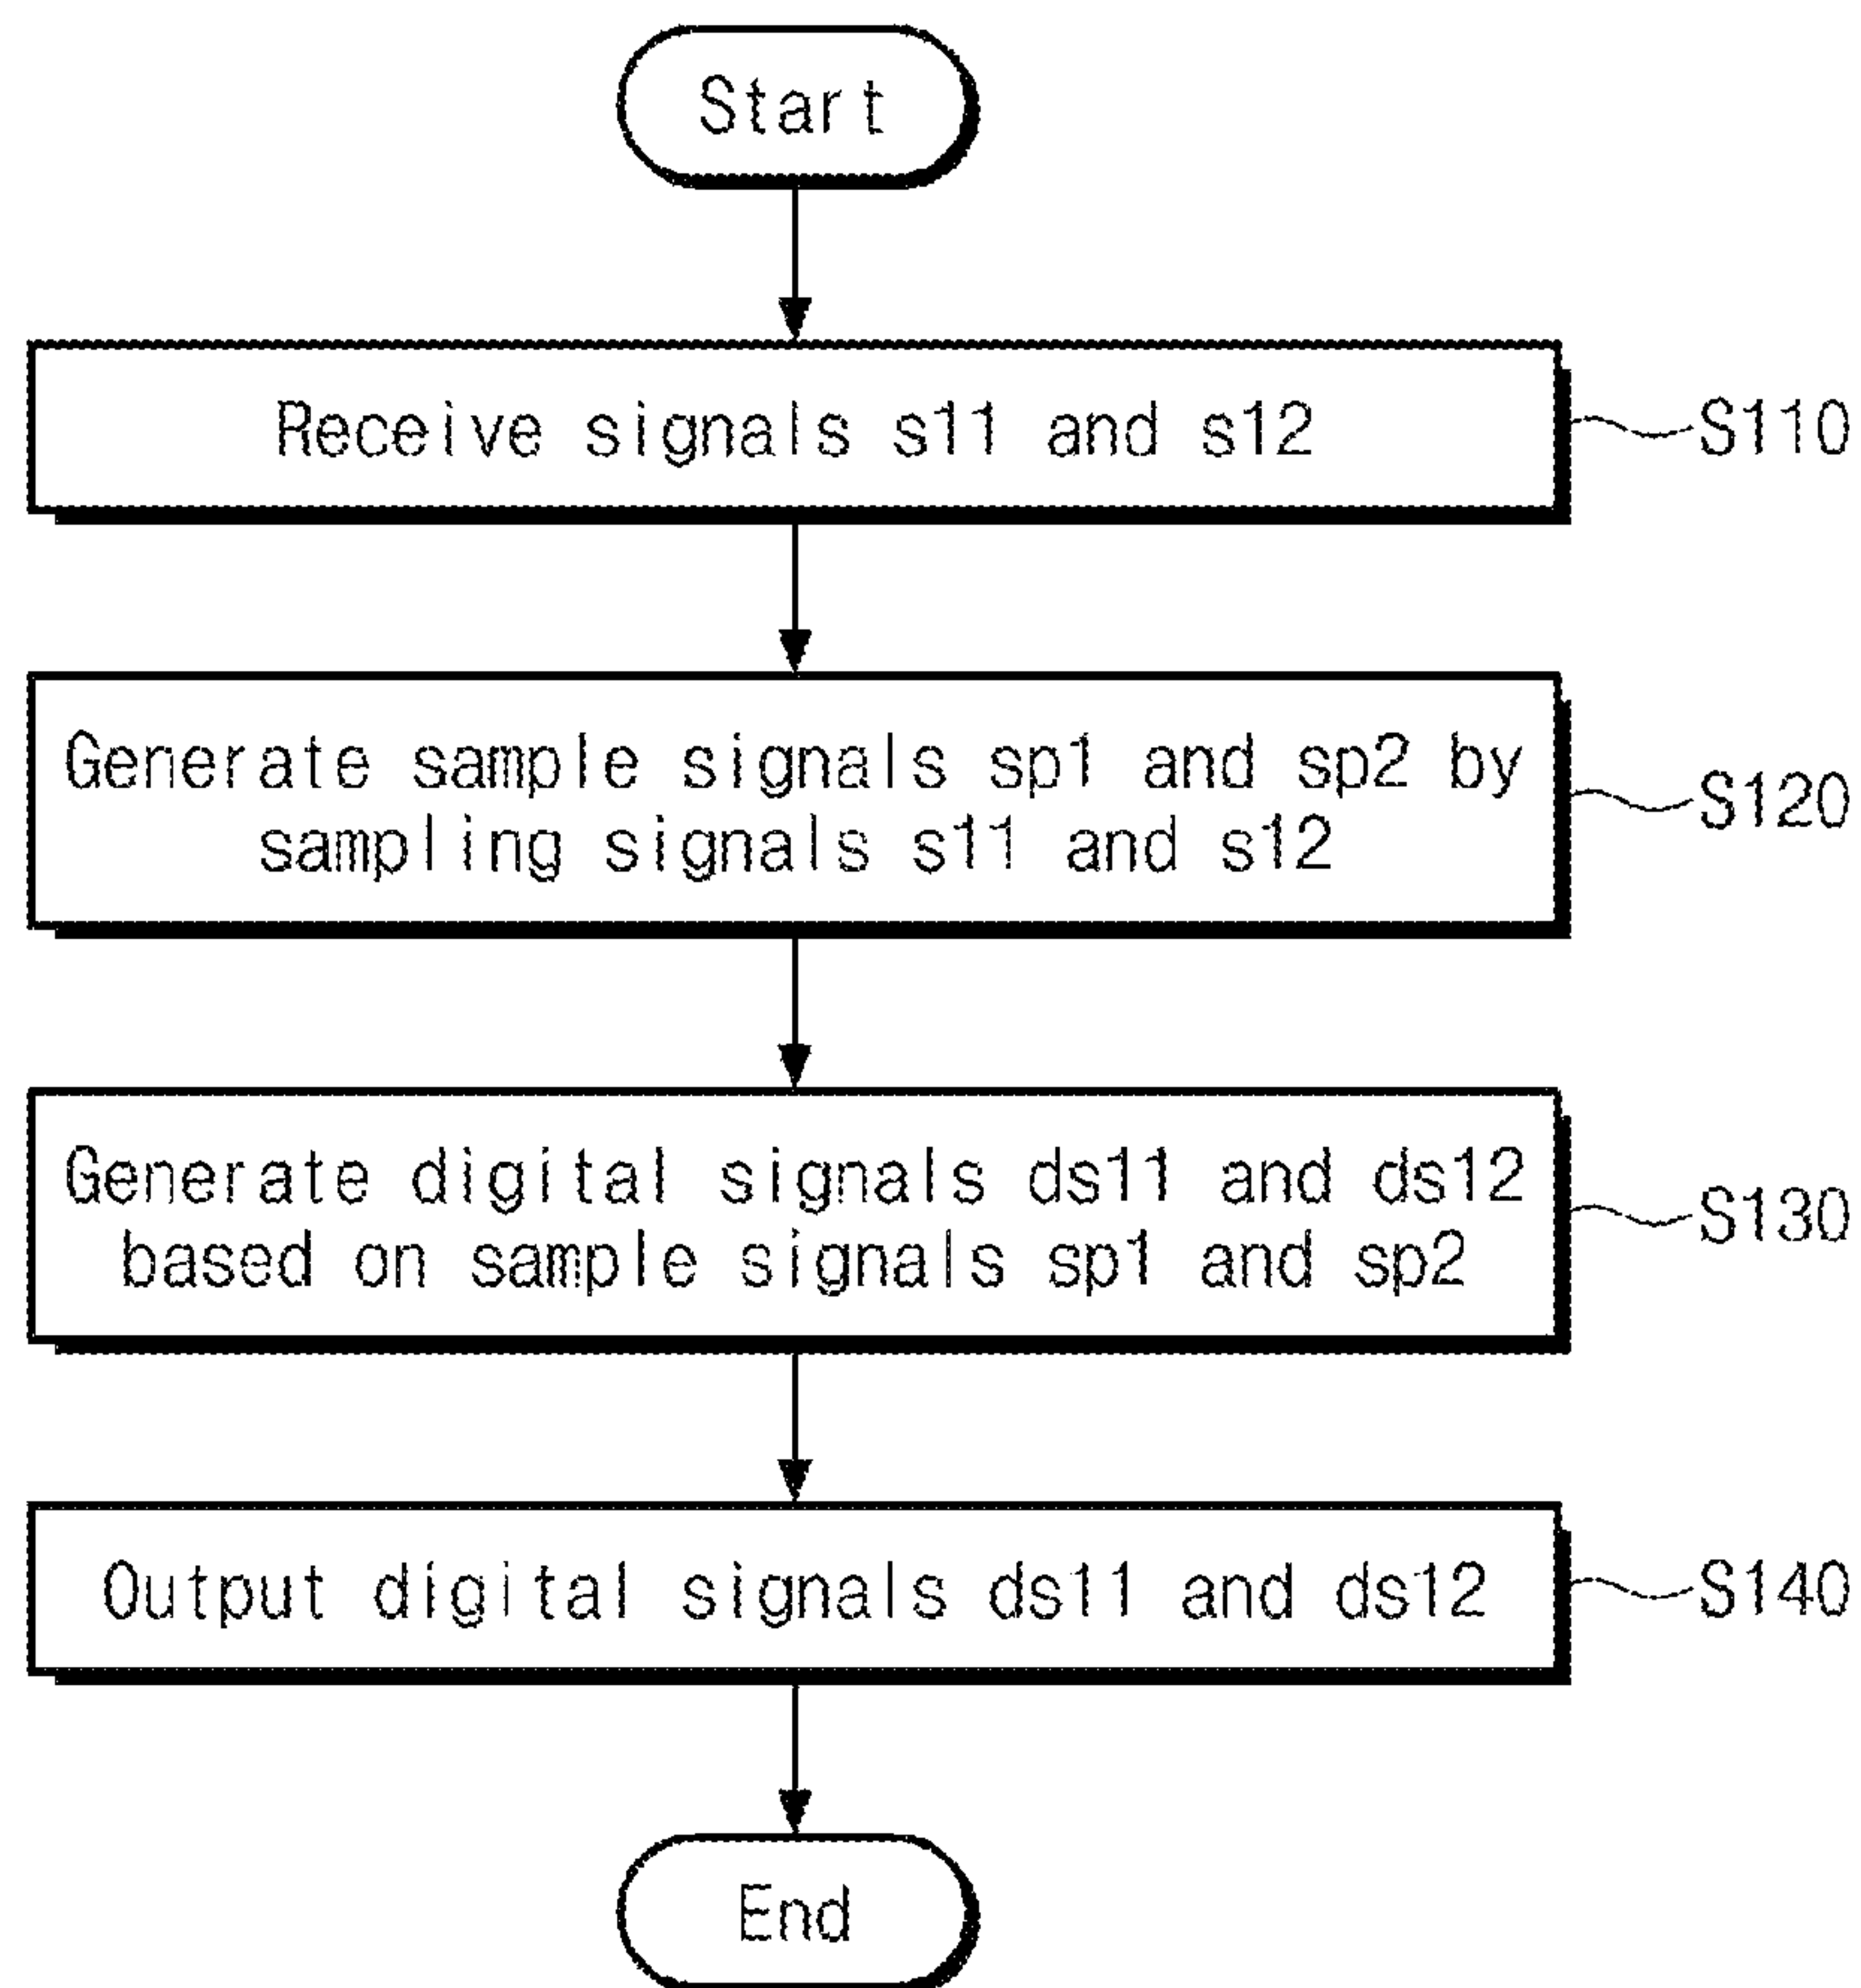 Start
Receive signals s11 and s12
S110
Generate sample signals sp1 and sp2 by
sampling signals s11 and s12
S120
Generate digital signals ds11 and ds12
based on sample signals sp1 and sp2
S130
Output digital signals ds11 and ds12
S140
End